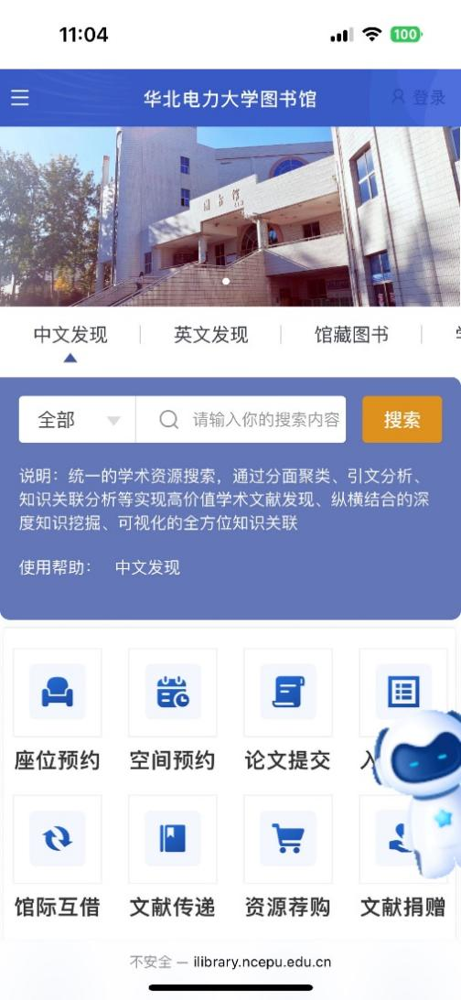 11:04
100
华北电力大学图书馆
登录
图书馆
中文发现
英文发现
馆藏图书
全部
请输入你的搜索内容
搜索
说明：统一的学术资源搜索，通过分面聚类、引文分析、
知识关联分析等实现高价值学术文献发现、纵横结合的深
度知识挖掘、可视化的全方位知识关联
使用帮助： 中文发现
座位预约
空间预约
论文提交
入
馆际互借
文献传递
资源荐购
文献捐赠
不安全 — ilibrary.ncepu.edu.cn